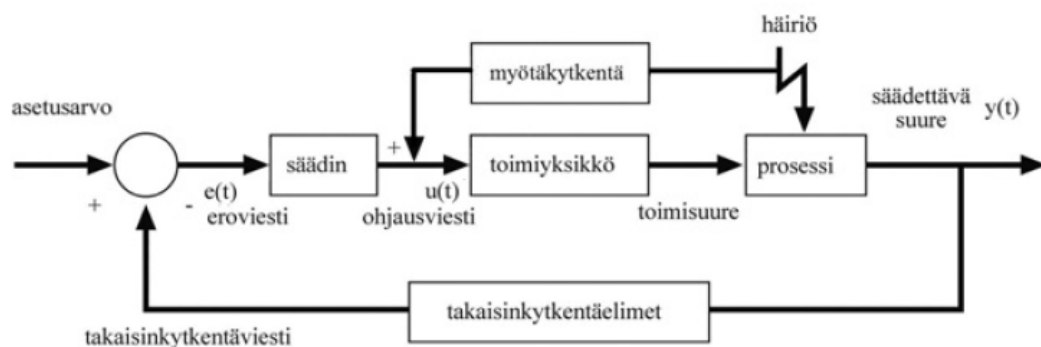 häiriö
myötäkytkentä
asetusarvo
säädettävä
suure y(t)
+
säädin
toimiyksikkö
prosessi
+ - e(t)
eroviesti
u(t)
ohjausviesti
toimisuure
takaisinkytkentäelimet
takaisinkytkentäviesti